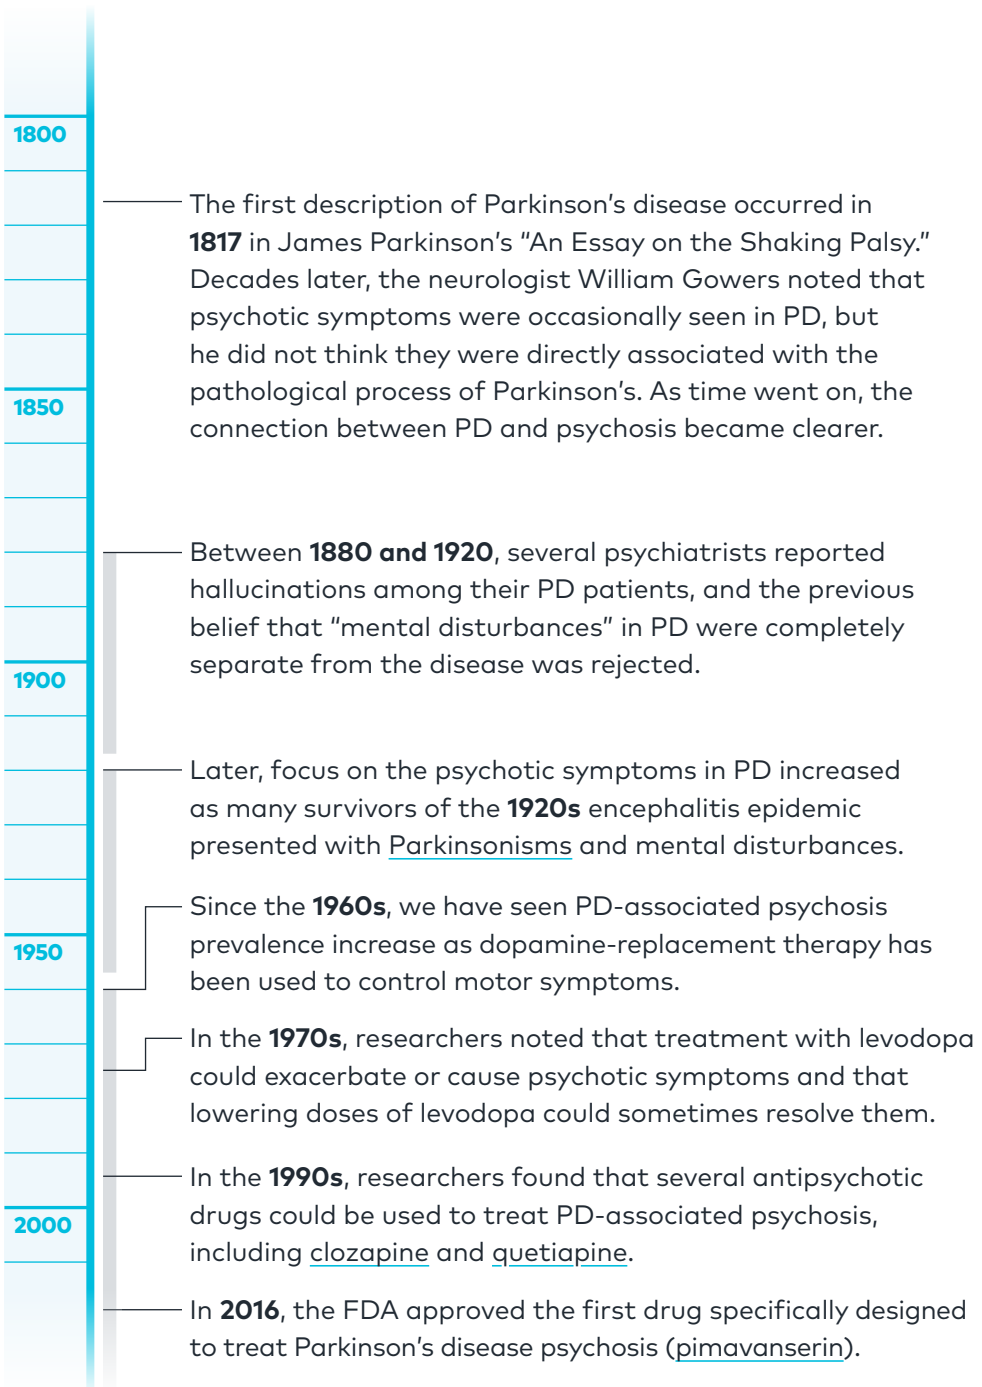 1800
The first description of Parkinson’s disease occurred in
1817 in James Parkinson’s “An Essay on the Shaking Palsy.”
Decades later, the neurologist William Gowers noted that
psychotic symptoms were occasionally seen in PD, but
he did not think they were directly associated with the
pathological process of Parkinson’s. As time went on, the
connection between PD and psychosis became clearer.
1850
Between 1880 and 1920, several psychiatrists reported
hallucinations among their PD patients, and the previous
belief that “mental disturbances” in PD were completely
separate from the disease was rejected.
1900
Later, focus on the psychotic symptoms in PD increased
as many survivors of the 1920s encephalitis epidemic
presented with Parkinsonisms and mental disturbances.
Since the 1960s, we have seen PD-associated psychosis
prevalence increase as dopamine-replacement therapy has
been used to control motor symptoms.
1950
In the 1970s, researchers noted that treatment with levodopa
could exacerbate or cause psychotic symptoms and that
lowering doses of levodopa could sometimes resolve them.
In the 1990s, researchers found that several antipsychotic
drugs could be used to treat PD-associated psychosis,
including clozapine and quetiapine.
2000
In 2016, the FDA approved the first drug specifically designed
to treat Parkinson’s disease psychosis (pimavanserin).